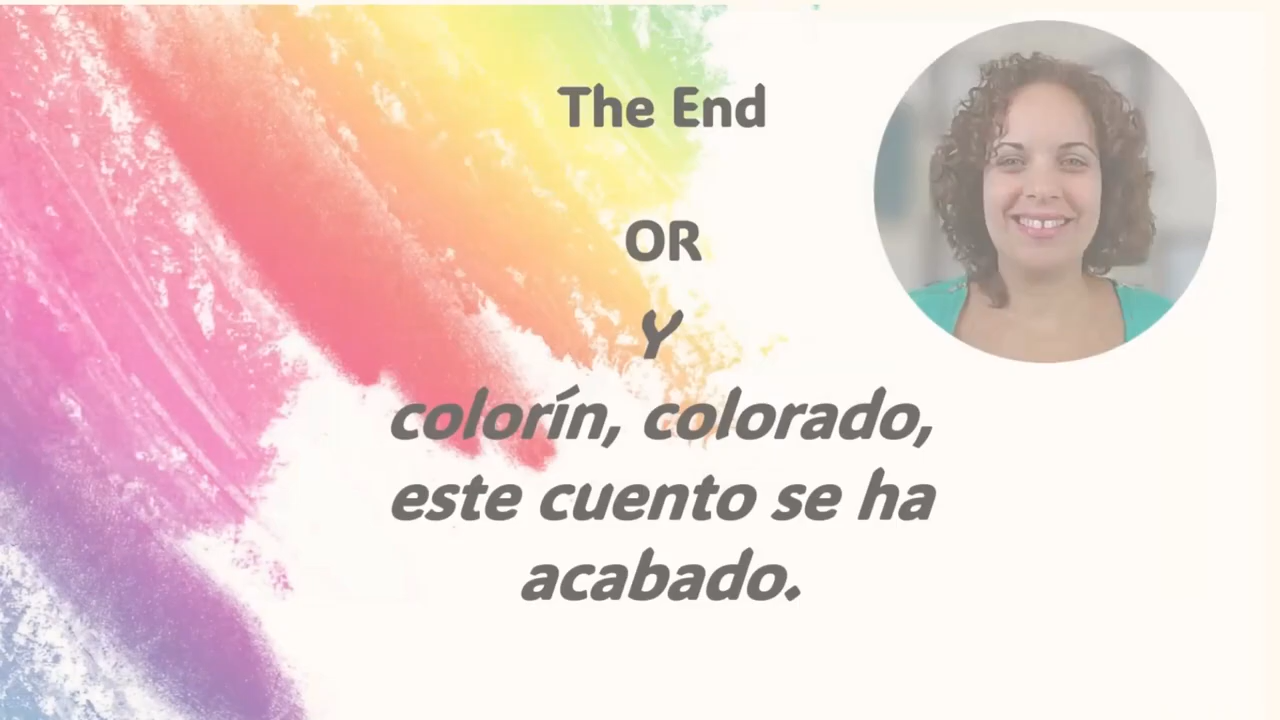 The End
OR
Y
colorín, colorado,
este cuento se ha
acabado.